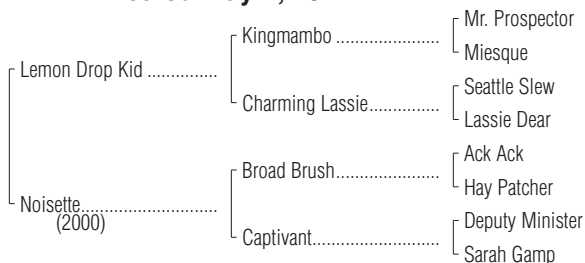 Mr. Prospector
Kingmambo ..................
Miesque
Lemon Drop Kid ...............
Seattle Slew
Charming Lassie...............
Lassie Dear
Ack Ack
Broad Brush......................
Hay Patcher
Noisette.............................
(2000)
Deputy Minister
Captivant...........................
Sarah Gamp